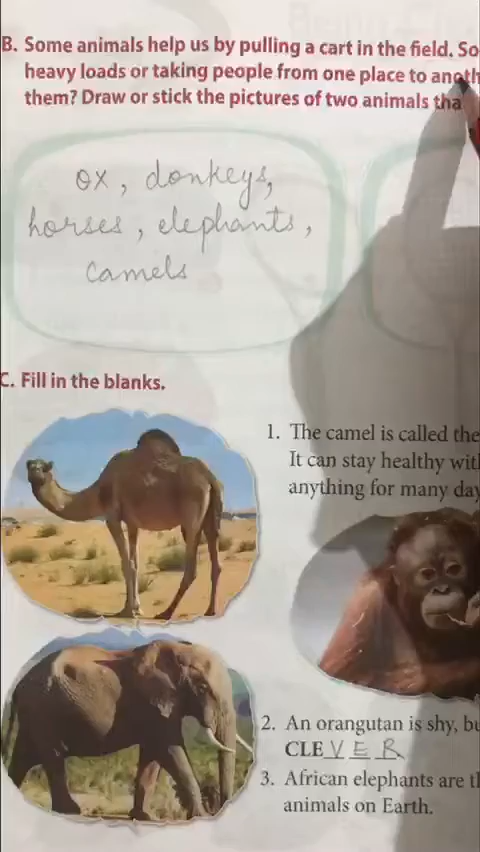 B. Some animals help us by pulling a cart in the field. So
heavy loads or taking people from one place to anoth
them? Draw or stick the pictures of two animals tha
ox, donkeys,
horses, elephants,
camels
C. Fill in the blanks.
1. The camel is called the
It can stay healthy with
anything for many day
2. An orangutan is shy, bu
CLEVER
3. African elephants are th
animals on Earth.